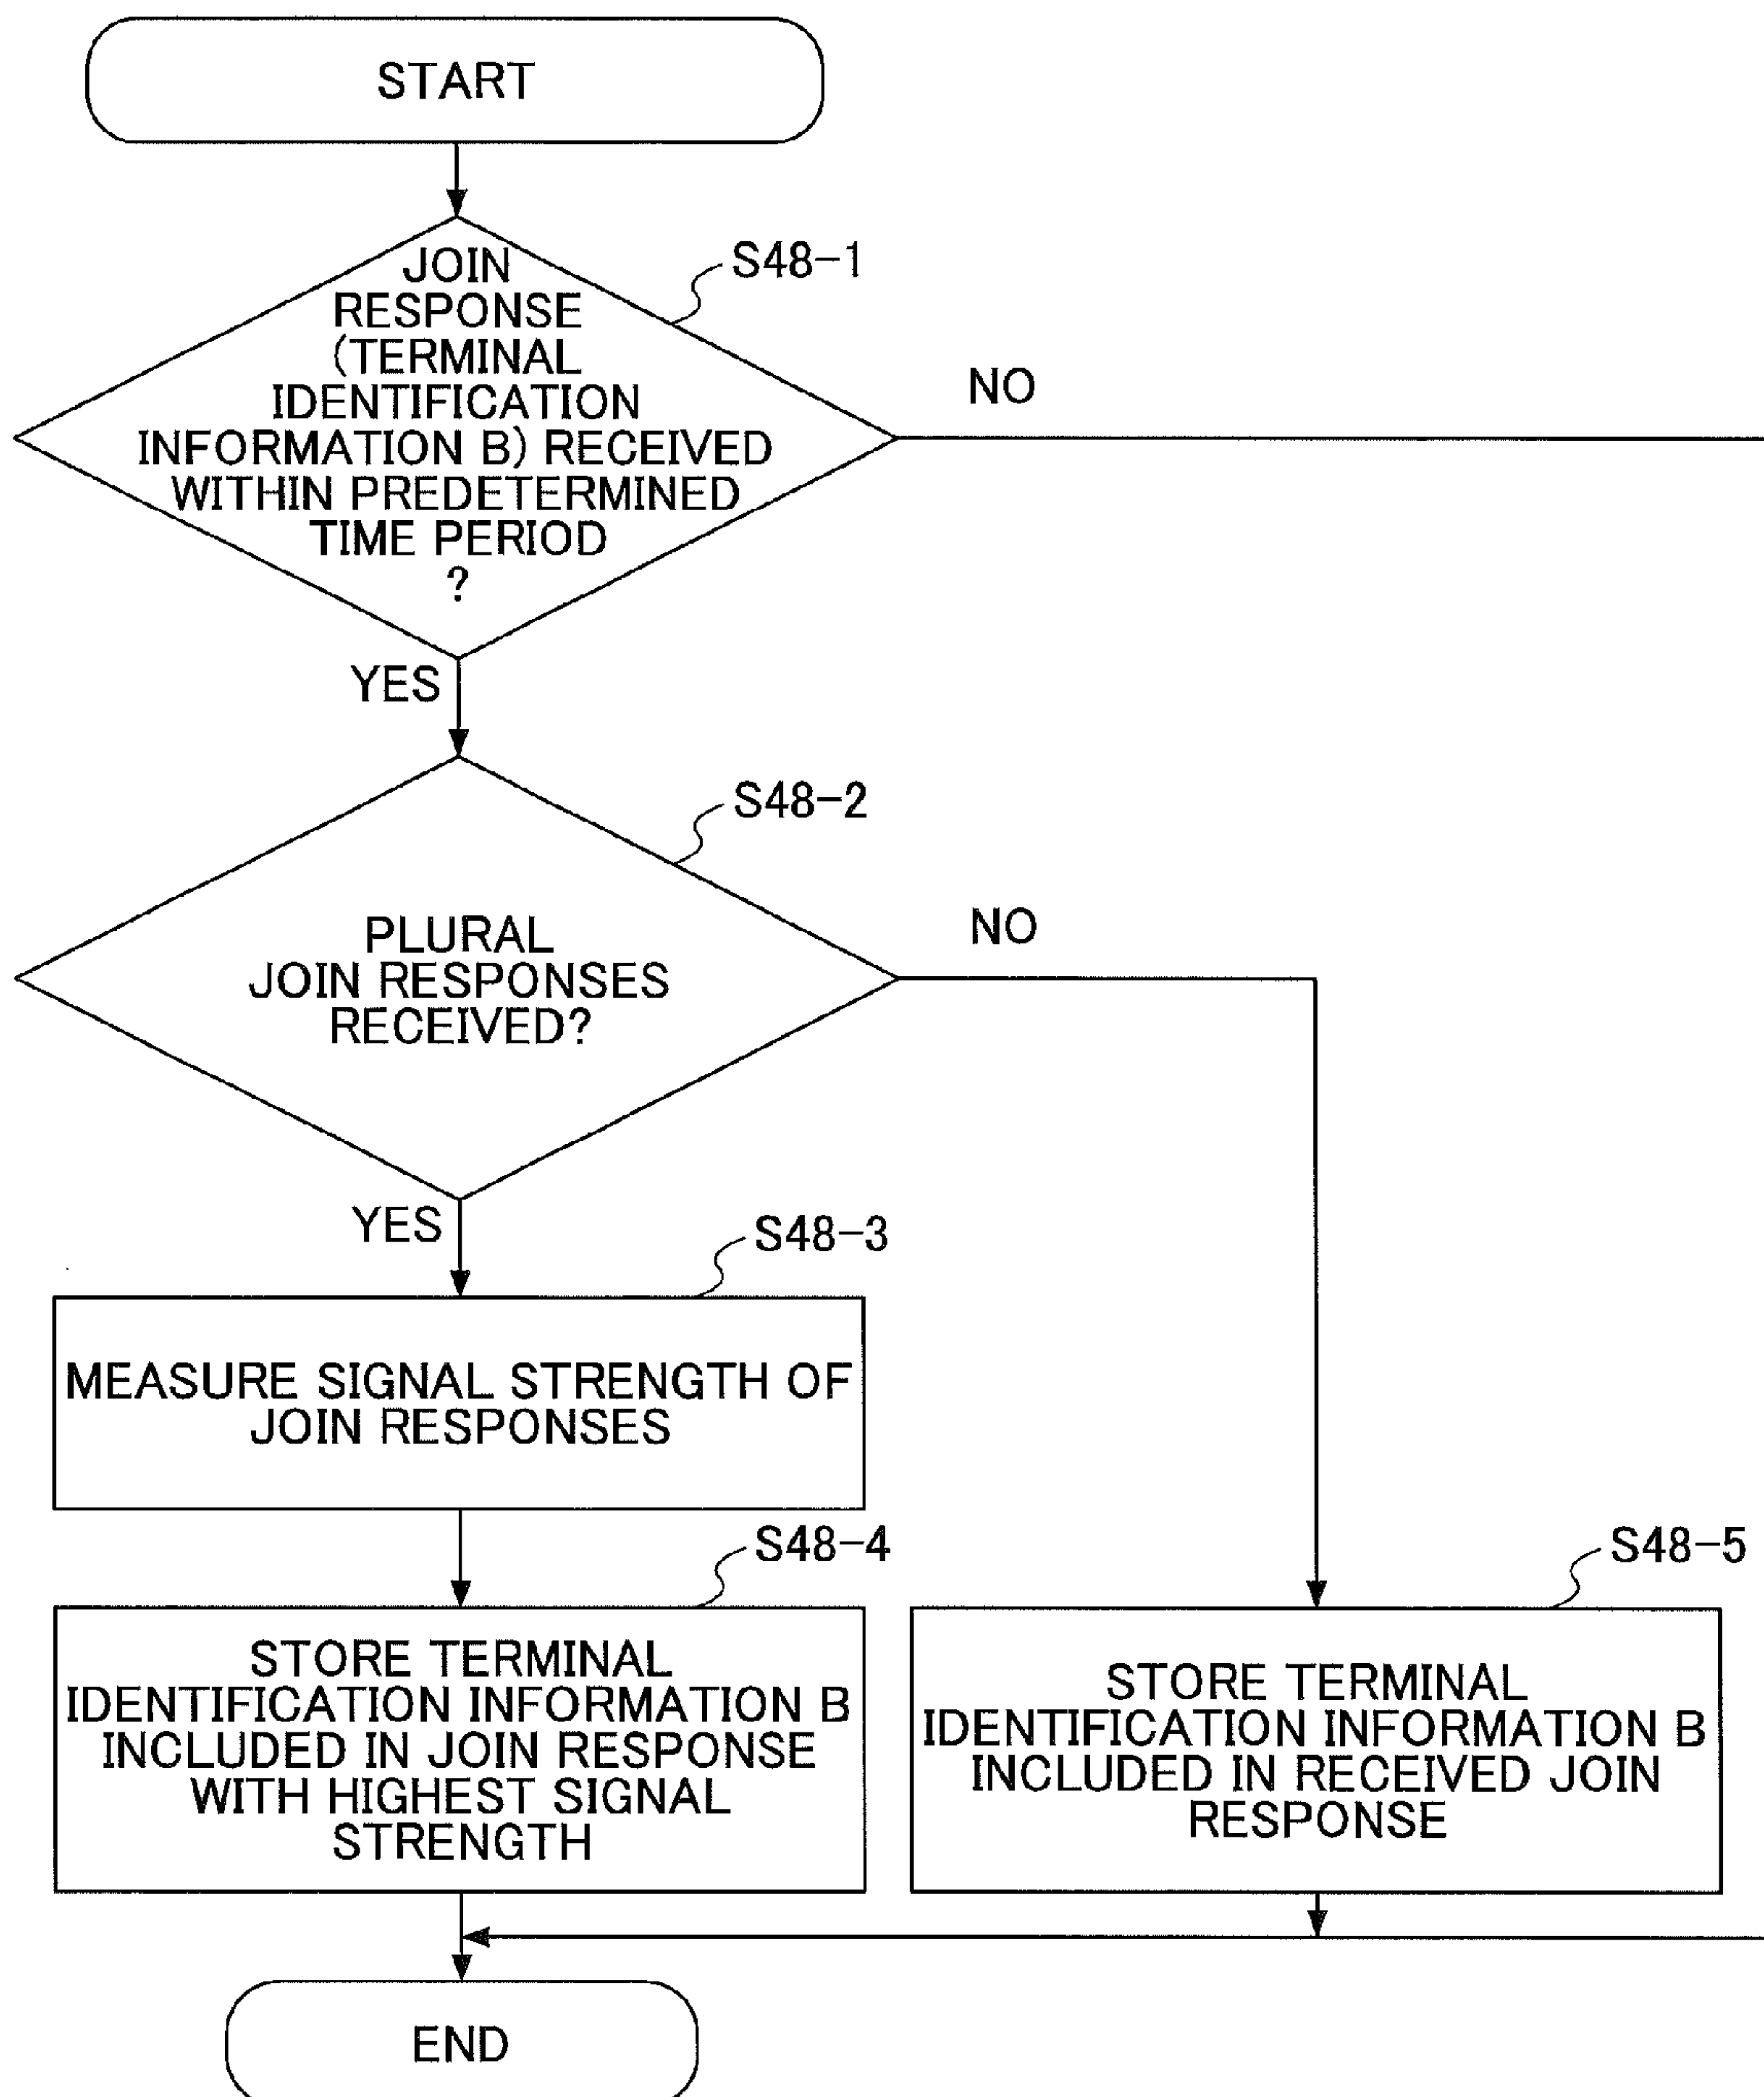 START
S48-1
JOIN
RESPONSE
(TERMINAL
IDENTIFICATION
INFORMATION B) RECEIVED
WITHIN PREDETERMINED
TIME PERIOD
?
NO
YES
S48-2
PLURAL
JOIN RESPONSES
RECEIVED?
NO
YES
S48-3
MEASURE SIGNAL STRENGTH OF
JOIN RESPONSES
S48-4
STORE TERMINAL
IDENTIFICATION INFORMATION B
INCLUDED IN JOIN RESPONSE
WITH HIGHEST SIGNAL
STRENGTH
S48-5
STORE TERMINAL
IDENTIFICATION INFORMATION B
INCLUDED IN RECEIVED JOIN
RESPONSE
END